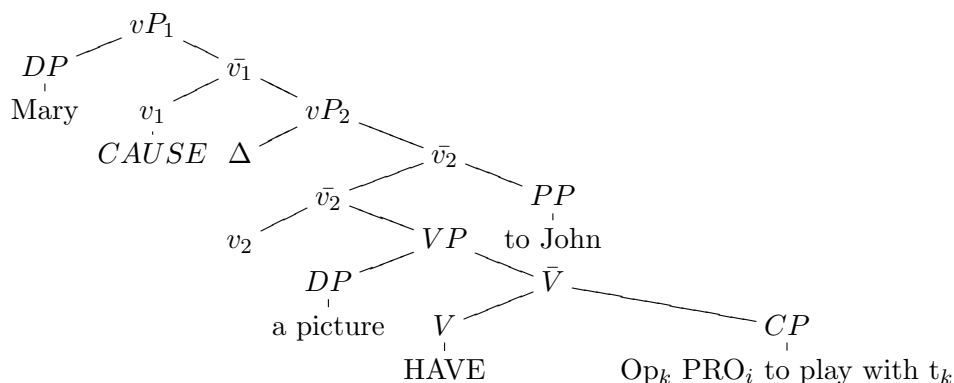 vP₁
DP v̄₁
Mary v₁ vP₂
CAUSE Δ v̄₂
v̄₂ PP
v₂ VP to John
DP V̄
a picture V CP
HAVE Opₖ PROᵢ to play with tₖ